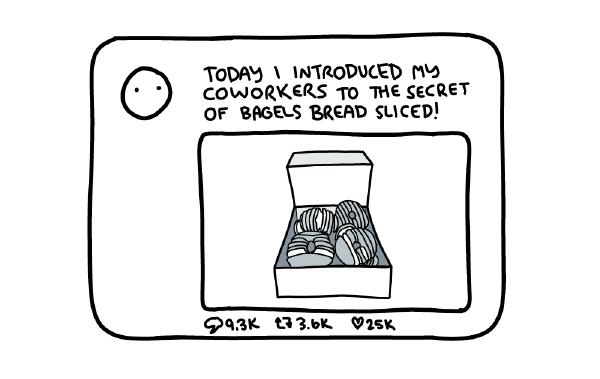 TODAY I INTRODUCED MY
COWORKERS TO THE SECRET
OF BAGELS BREAD SLICED!
9.3K 3.6K 25K